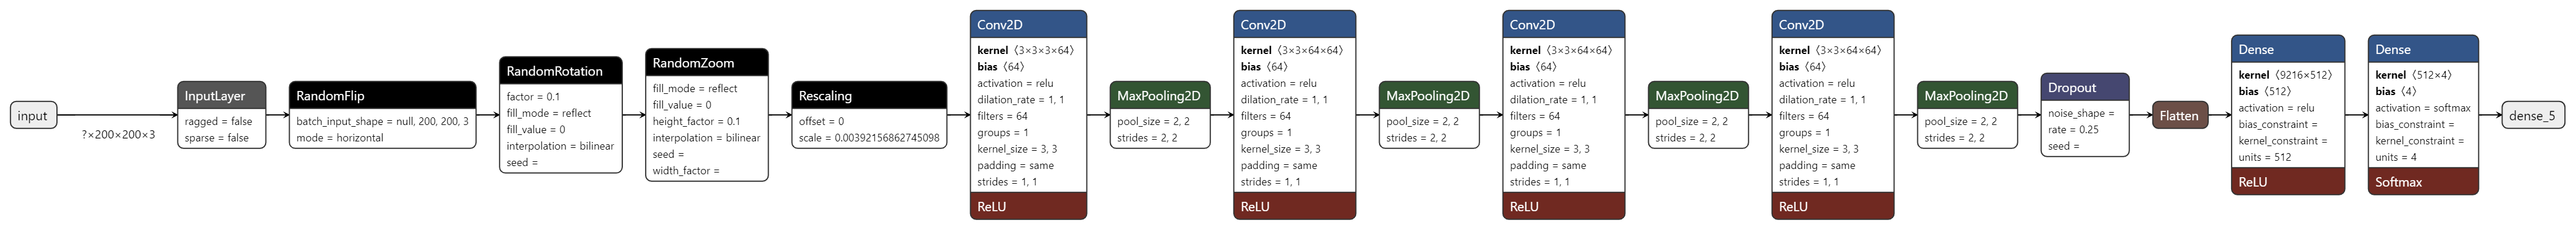 input
?×200×200×3
InputLayer
ragged = false
sparse = false
RandomFlip
batch_input_shape = null, 200, 200, 3
mode = horizontal
RandomRotation
factor = 0.1
fill_mode = reflect
fill_value = 0
interpolation = bilinear
seed =
RandomZoom
fill_mode = reflect
fill_value = 0
height_factor = 0.1
interpolation = bilinear
seed =
width_factor =
Rescaling
offset = 0
scale = 0.00392156862745098
Conv2D
kernel ⟨3×3×3×64⟩
bias ⟨64⟩
activation = relu
dilation_rate = 1, 1
filters = 64
groups = 1
kernel_size = 3, 3
padding = same
strides = 1, 1
ReLU
MaxPooling2D
pool_size = 2, 2
strides = 2, 2
Conv2D
kernel ⟨3×3×64×64⟩
bias ⟨64⟩
activation = relu
dilation_rate = 1, 1
filters = 64
groups = 1
kernel_size = 3, 3
padding = same
strides = 1, 1
ReLU
MaxPooling2D
pool_size = 2, 2
strides = 2, 2
Conv2D
kernel ⟨3×3×64×64⟩
bias ⟨64⟩
activation = relu
dilation_rate = 1, 1
filters = 64
groups = 1
kernel_size = 3, 3
padding = same
strides = 1, 1
ReLU
MaxPooling2D
pool_size = 2, 2
strides = 2, 2
Conv2D
kernel ⟨3×3×64×64⟩
bias ⟨64⟩
activation = relu
dilation_rate = 1, 1
filters = 64
groups = 1
kernel_size = 3, 3
padding = same
strides = 1, 1
ReLU
MaxPooling2D
pool_size = 2, 2
strides = 2, 2
Dropout
noise_shape =
rate = 0.25
seed =
Flatten
Dense
kernel ⟨9216×512⟩
bias ⟨512⟩
activation = relu
bias_constraint =
kernel_constraint =
units = 512
ReLU
Dense
kernel ⟨512×4⟩
bias ⟨4⟩
activation = softmax
bias_constraint =
kernel_constraint =
units = 4
Softmax
dense_5